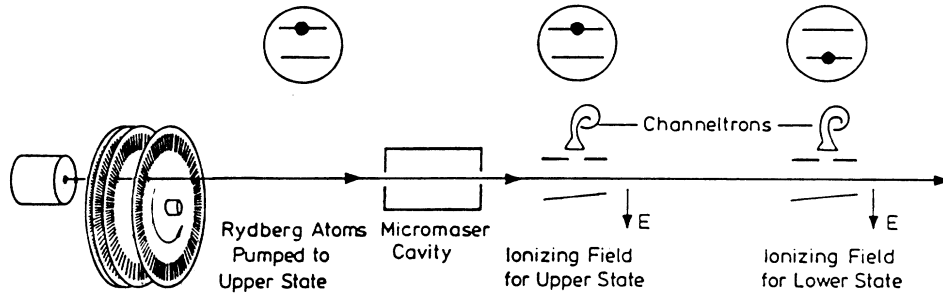 Channeltrons
E
E
Rydberg Atoms
Pumped to
Upper State
Micromaser
Cavity
Ionizing Field
for Upper State
Ionizing Field
for Lower State